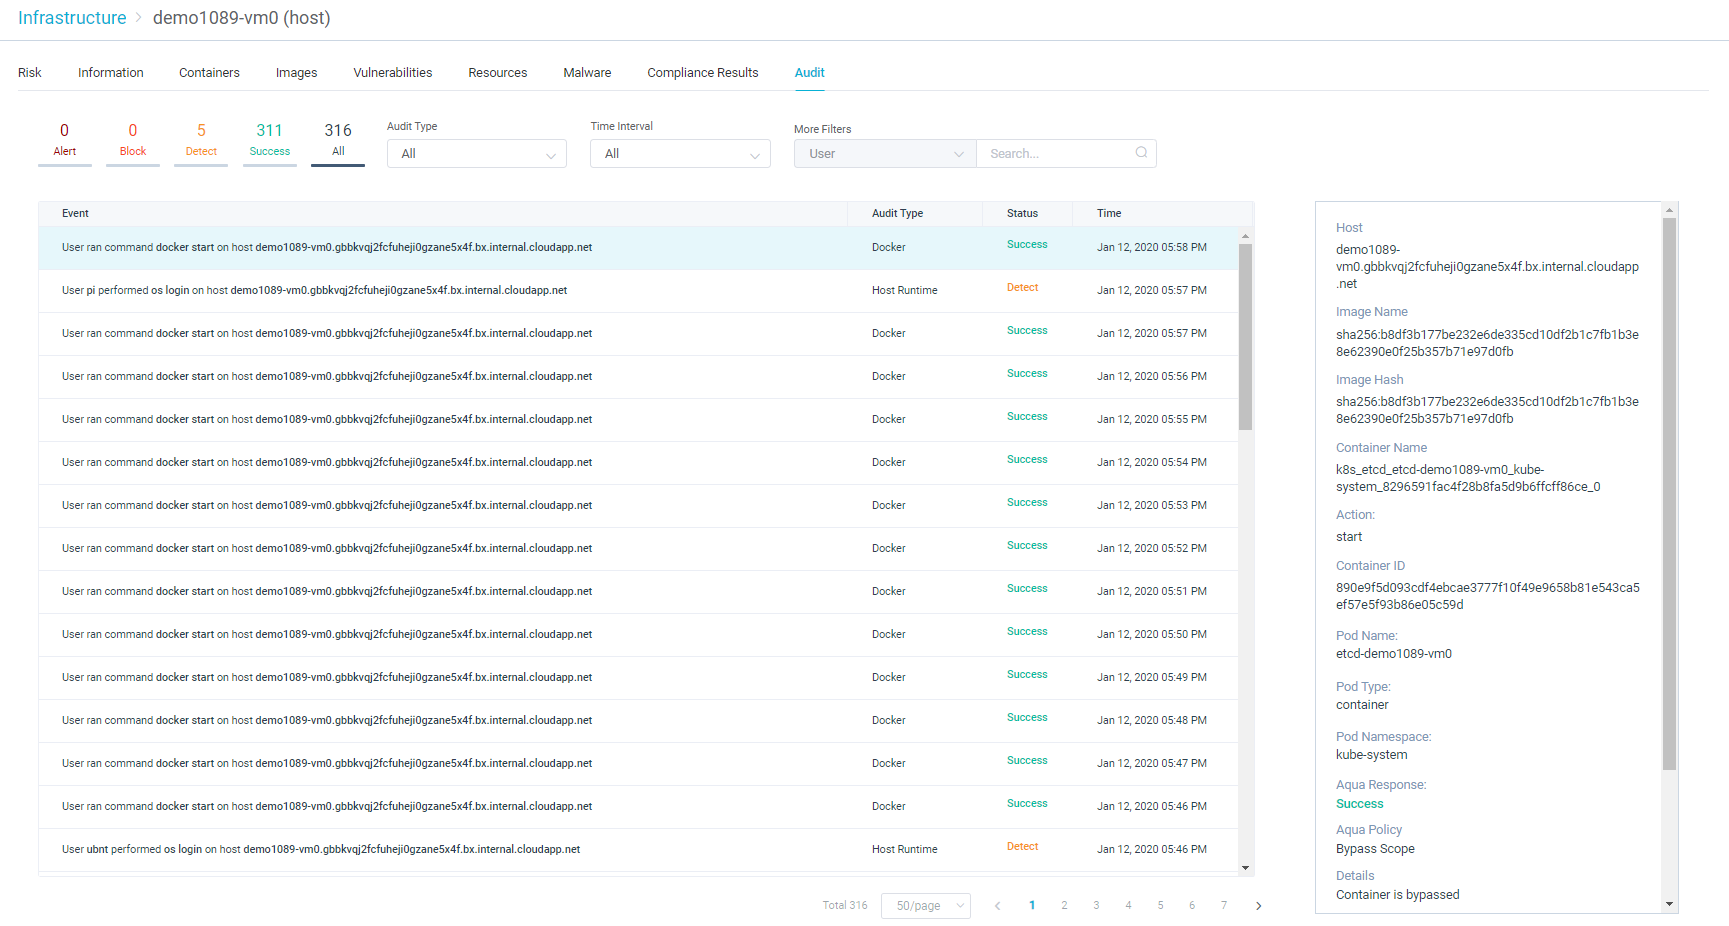 Infrastructure > demo1089-vm0 (host)
Risk Information Containers Images Vulnerabilities Resources Malware Compliance Results Audit
0 0 5 311 316
Alert Block Detect Success All
Audit Type
All
Time Interval
All
More Filters
User Search...
Event Audit Type Status Time
User ran command docker start on host demo1089-vm0.gbbkvqj2fcfuheji0gzane5x4f.bx.internal.cloudapp.net Docker Success Jan 12, 2020 05:58 PM
User pi performed os login on host demo1089-vm0.gbbkvqj2fcfuheji0gzane5x4f.bx.internal.cloudapp.net Host Runtime Detect Jan 12, 2020 05:57 PM
User ran command docker start on host demo1089-vm0.gbbkvqj2fcfuheji0gzane5x4f.bx.internal.cloudapp.net Docker Success Jan 12, 2020 05:57 PM
User ran command docker start on host demo1089-vm0.gbbkvqj2fcfuheji0gzane5x4f.bx.internal.cloudapp.net Docker Success Jan 12, 2020 05:56 PM
User ran command docker start on host demo1089-vm0.gbbkvqj2fcfuheji0gzane5x4f.bx.internal.cloudapp.net Docker Success Jan 12, 2020 05:55 PM
User ran command docker start on host demo1089-vm0.gbbkvqj2fcfuheji0gzane5x4f.bx.internal.cloudapp.net Docker Success Jan 12, 2020 05:54 PM
User ran command docker start on host demo1089-vm0.gbbkvqj2fcfuheji0gzane5x4f.bx.internal.cloudapp.net Docker Success Jan 12, 2020 05:53 PM
User ran command docker start on host demo1089-vm0.gbbkvqj2fcfuheji0gzane5x4f.bx.internal.cloudapp.net Docker Success Jan 12, 2020 05:52 PM
User ran command docker start on host demo1089-vm0.gbbkvqj2fcfuheji0gzane5x4f.bx.internal.cloudapp.net Docker Success Jan 12, 2020 05:51 PM
User ran command docker start on host demo1089-vm0.gbbkvqj2fcfuheji0gzane5x4f.bx.internal.cloudapp.net Docker Success Jan 12, 2020 05:50 PM
User ran command docker start on host demo1089-vm0.gbbkvqj2fcfuheji0gzane5x4f.bx.internal.cloudapp.net Docker Success Jan 12, 2020 05:49 PM
User ran command docker start on host demo1089-vm0.gbbkvqj2fcfuheji0gzane5x4f.bx.internal.cloudapp.net Docker Success Jan 12, 2020 05:48 PM
User ran command docker start on host demo1089-vm0.gbbkvqj2fcfuheji0gzane5x4f.bx.internal.cloudapp.net Docker Success Jan 12, 2020 05:47 PM
User ran command docker start on host demo1089-vm0.gbbkvqj2fcfuheji0gzane5x4f.bx.internal.cloudapp.net Docker Success Jan 12, 2020 05:46 PM
User ubnt performed os login on host demo1089-vm0.gbbkvqj2fcfuheji0gzane5x4f.bx.internal.cloudapp.net Host Runtime Detect Jan 12, 2020 05:46 PM
Total 316 50/page < 1 2 3 4 5 6 7 >
Host
demo1089-
vm0.gbbkvqj2fcfuheji0gzane5x4f.bx.internal.cloudapp
.net
Image Name
sha256:b8df3b177be232e6de335cd10df2b1c7fb1b3e
8e62390e0f25b357b71e97d0fb
Image Hash
sha256:b8df3b177be232e6de335cd10df2b1c7fb1b3e
8e62390e0f25b357b71e97d0fb
Container Name
k8s_etcd_etcd-demo1089-vm0_kube-
system_8296591fac4f28b8fa5d9b6ffcff86ce_0
Action:
start
Container ID
890e9f5d093cdf4ebcae3777f10f49e9658b81e543ca5
ef57e5f93b86e05c59d
Pod Name:
etcd-demo1089-vm0
Pod Type:
container
Pod Namespace:
kube-system
Aqua Response:
Success
Aqua Policy
Bypass Scope
Details
Container is bypassed